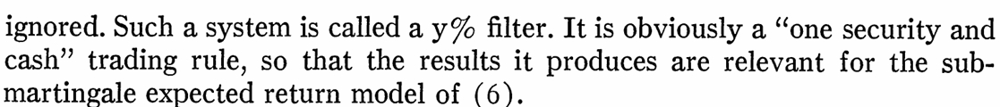 ignored. Such a system is called a y% filter. It is obviously a “one security and
cash” trading rule, so that the results it produces are relevant for the sub-
martingale expected return model of (6).